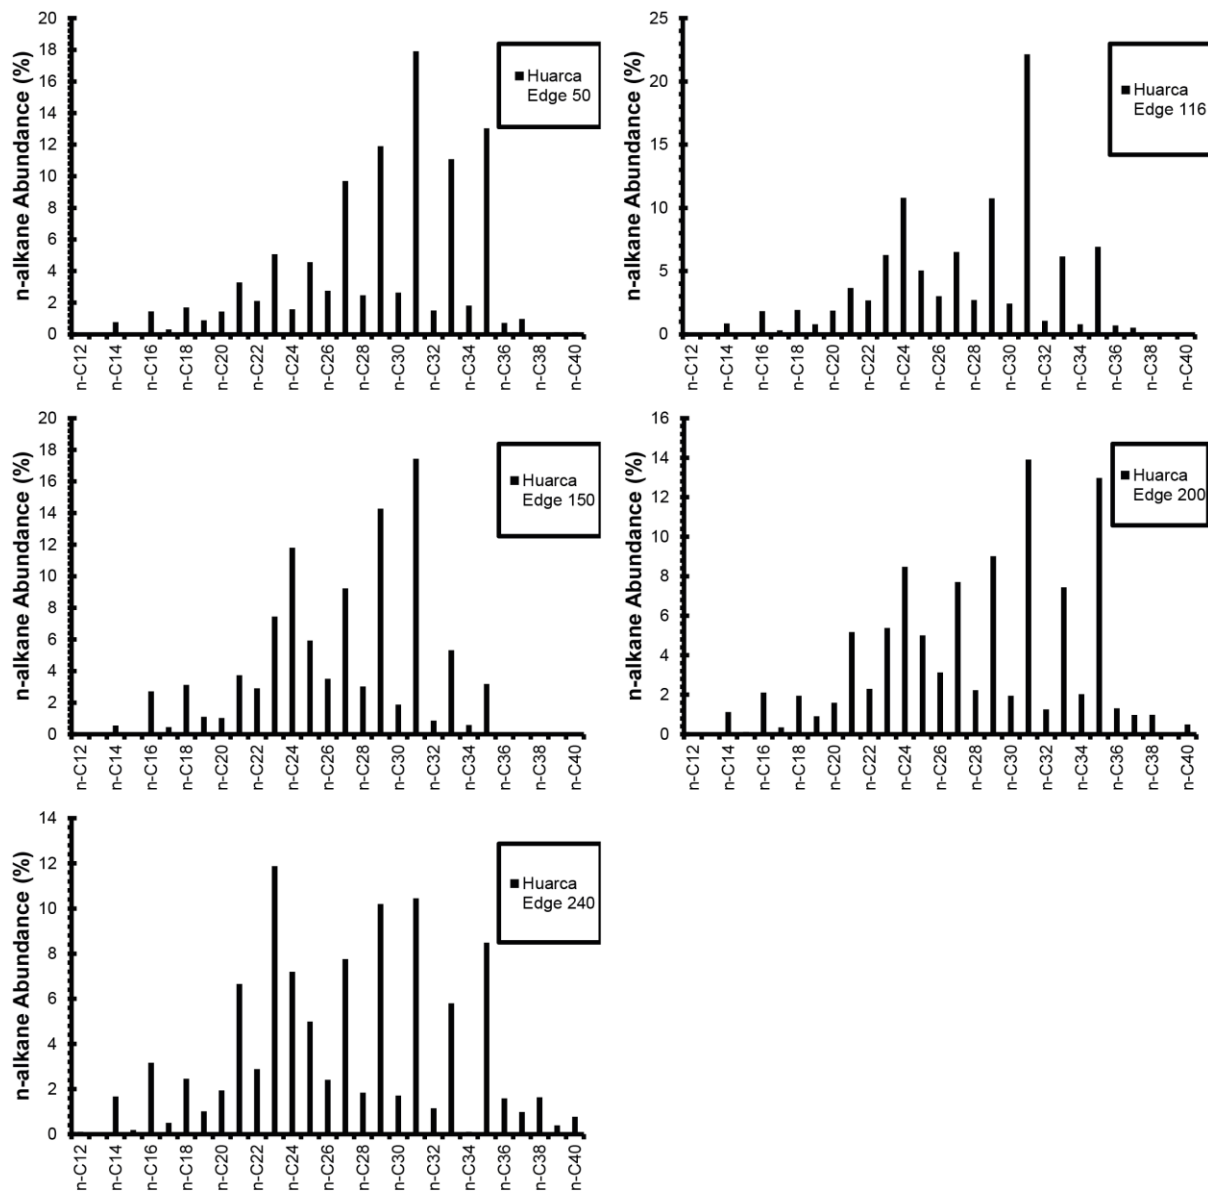 n-alkane Abundance (%)
20
18
16
14
12
10
8
6
4
2
0
n-C12
n-C14
n-C16
n-C18
n-C20
n-C22
n-C24
n-C26
n-C28
n-C30
n-C32
n-C34
n-C36
n-C38
n-C40
Huarca
Edge 50
n-alkane Abundance (%)
25
20
15
10
5
0
n-C12
n-C14
n-C16
n-C18
n-C20
n-C22
n-C24
n-C26
n-C28
n-C30
n-C32
n-C34
n-C36
n-C38
n-C40
Huarca
Edge 116
n-alkane Abundance (%)
20
18
16
14
12
10
8
6
4
2
0
n-C12
n-C14
n-C16
n-C18
n-C20
n-C22
n-C24
n-C26
n-C28
n-C30
n-C32
n-C34
n-C36
n-C38
n-C40
Huarca
Edge 150
n-alkane Abundance (%)
16
14
12
10
8
6
4
2
0
n-C12
n-C14
n-C16
n-C18
n-C20
n-C22
n-C24
n-C26
n-C28
n-C30
n-C32
n-C34
n-C36
n-C38
n-C40
Huarca
Edge 200
n-alkane Abundance (%)
14
12
10
8
6
4
2
0
n-C12
n-C14
n-C16
n-C18
n-C20
n-C22
n-C24
n-C26
n-C28
n-C30
n-C32
n-C34
n-C36
n-C38
n-C40
Huarca
Edge 240